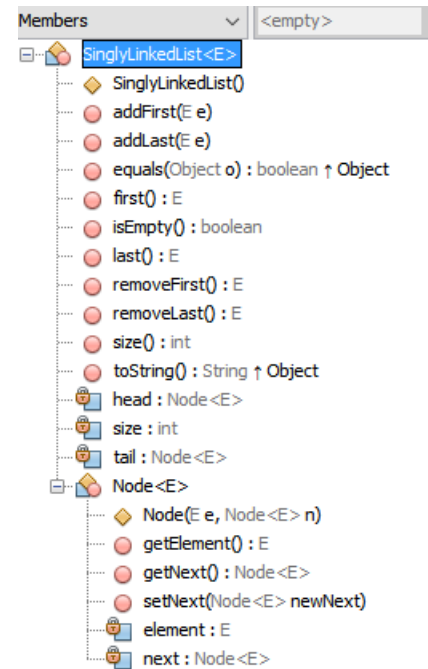 Members <empty>
SinglyLinkedList<E>
SinglyLinkedList()
addFirst(E e)
addLast(E e)
equals(Object o) : boolean ↑ Object
first() : E
isEmpty() : boolean
last() : E
removeFirst() : E
removeLast() : E
size() : int
toString() : String ↑ Object
head : Node<E>
size : int
tail : Node<E>
Node<E>
Node(E e, Node<E> n)
getElement() : E
getNext() : Node<E>
setNext(Node<E> newNext)
element : E
next : Node<E>